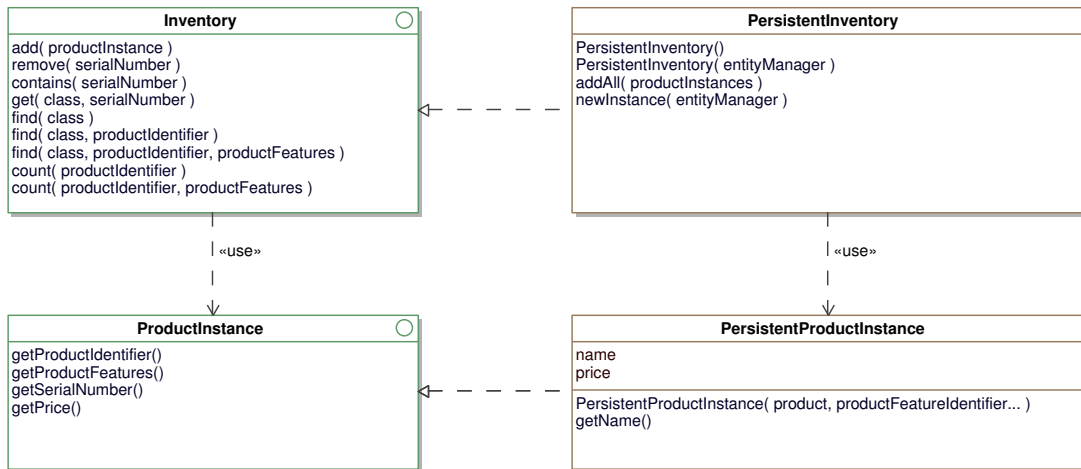 Inventory
add( productInstance )
remove( serialNumber )
contains( serialNumber )
get( class, serialNumber )
find( class )
find( class, productIdentifier )
find( class, productIdentifier, productFeatures )
count( productIdentifier )
count( productIdentifier, productFeatures )
PersistentInventory
PersistentInventory()
PersistentInventory( entityManager )
addAll( productInstances )
newInstance( entityManager )
«use»
«use»
ProductInstance
getProductIdentifier()
getProductFeatures()
getSerialNumber()
getPrice()
PersistentProductInstance
name
price
PersistentProductInstance( product, productFeatureIdentifier... )
getName()